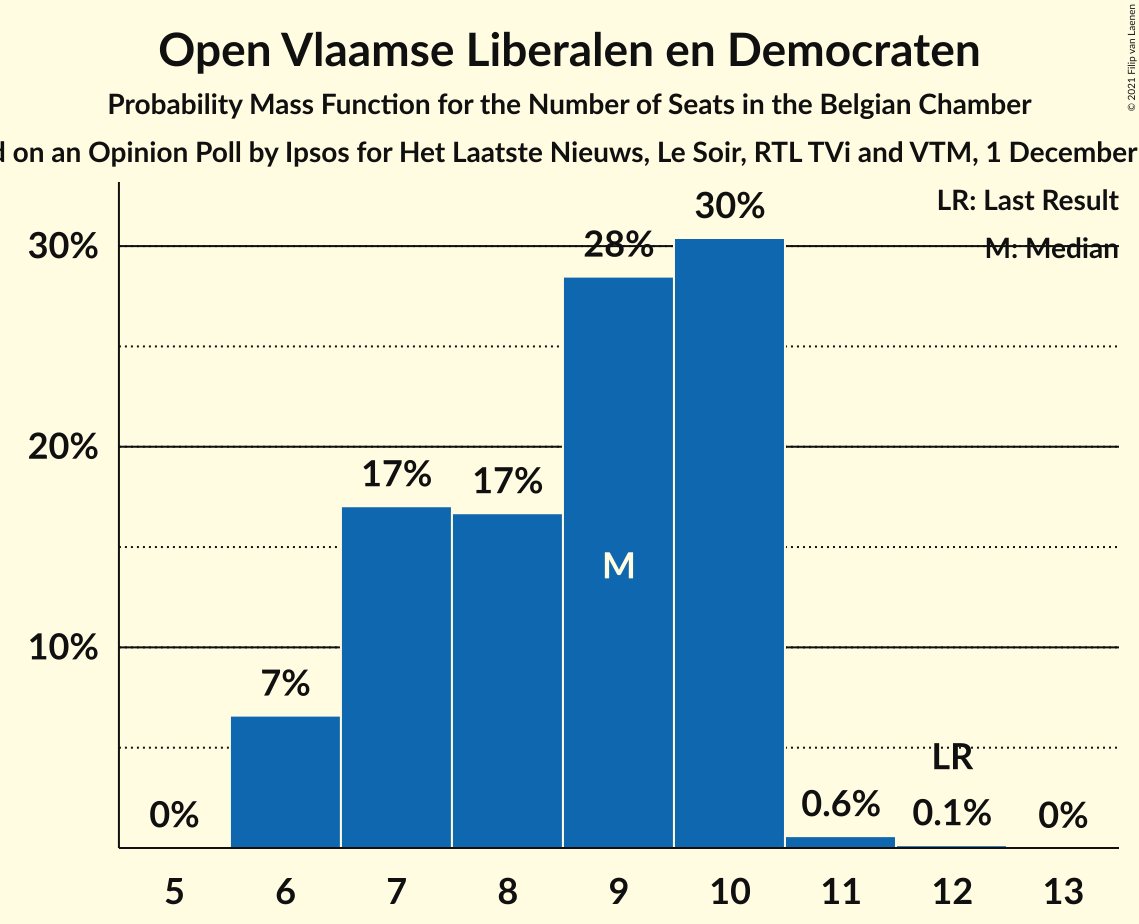 Open Vlaamse Liberalen en Democraten
Probability Mass Function for the Number of Seats in the Belgian Chamber
on an Opinion Poll by Ipsos for Het Laatste Nieuws, Le Soir, RTL TVi and VTM, 1 December
© 2021 Filip van Laenen
LR: Last Result
M: Median
30%
20%
10%
0%
7%
17%
17%
28%
30%
0.6%
0.1%
0%
M
LR
5 6 7 8 9 10 11 12 13